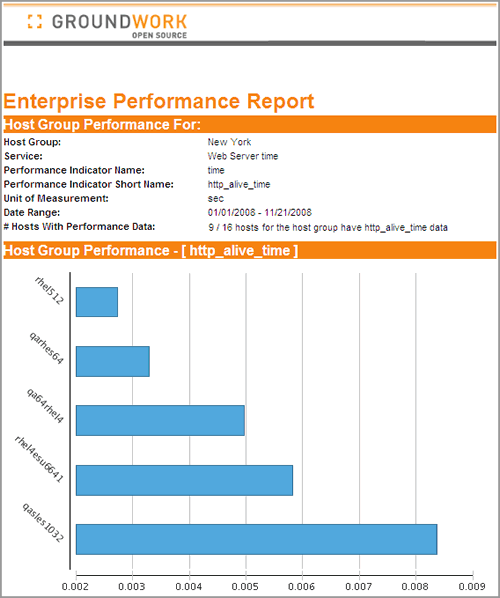 GROUNDWORK
OPEN SOURCE
Enterprise Performance Report
Host Group Performance For:
Host Group: New York
Service: Web Server time
Performance Indicator Name: time
Performance Indicator Short Name: http_alive_time
Unit of Measurement: sec
Date Range: 01/01/2008 - 11/21/2008
# Hosts With Performance Data: 9 / 16 hosts for the host group have http_alive_time data
Host Group Performance - [ http_alive_time ]
rhel512
qarhes64
qa64rhel4
rhel4esu6641
qasles1032
0.002 0.003 0.004 0.005 0.006 0.007 0.008 0.009